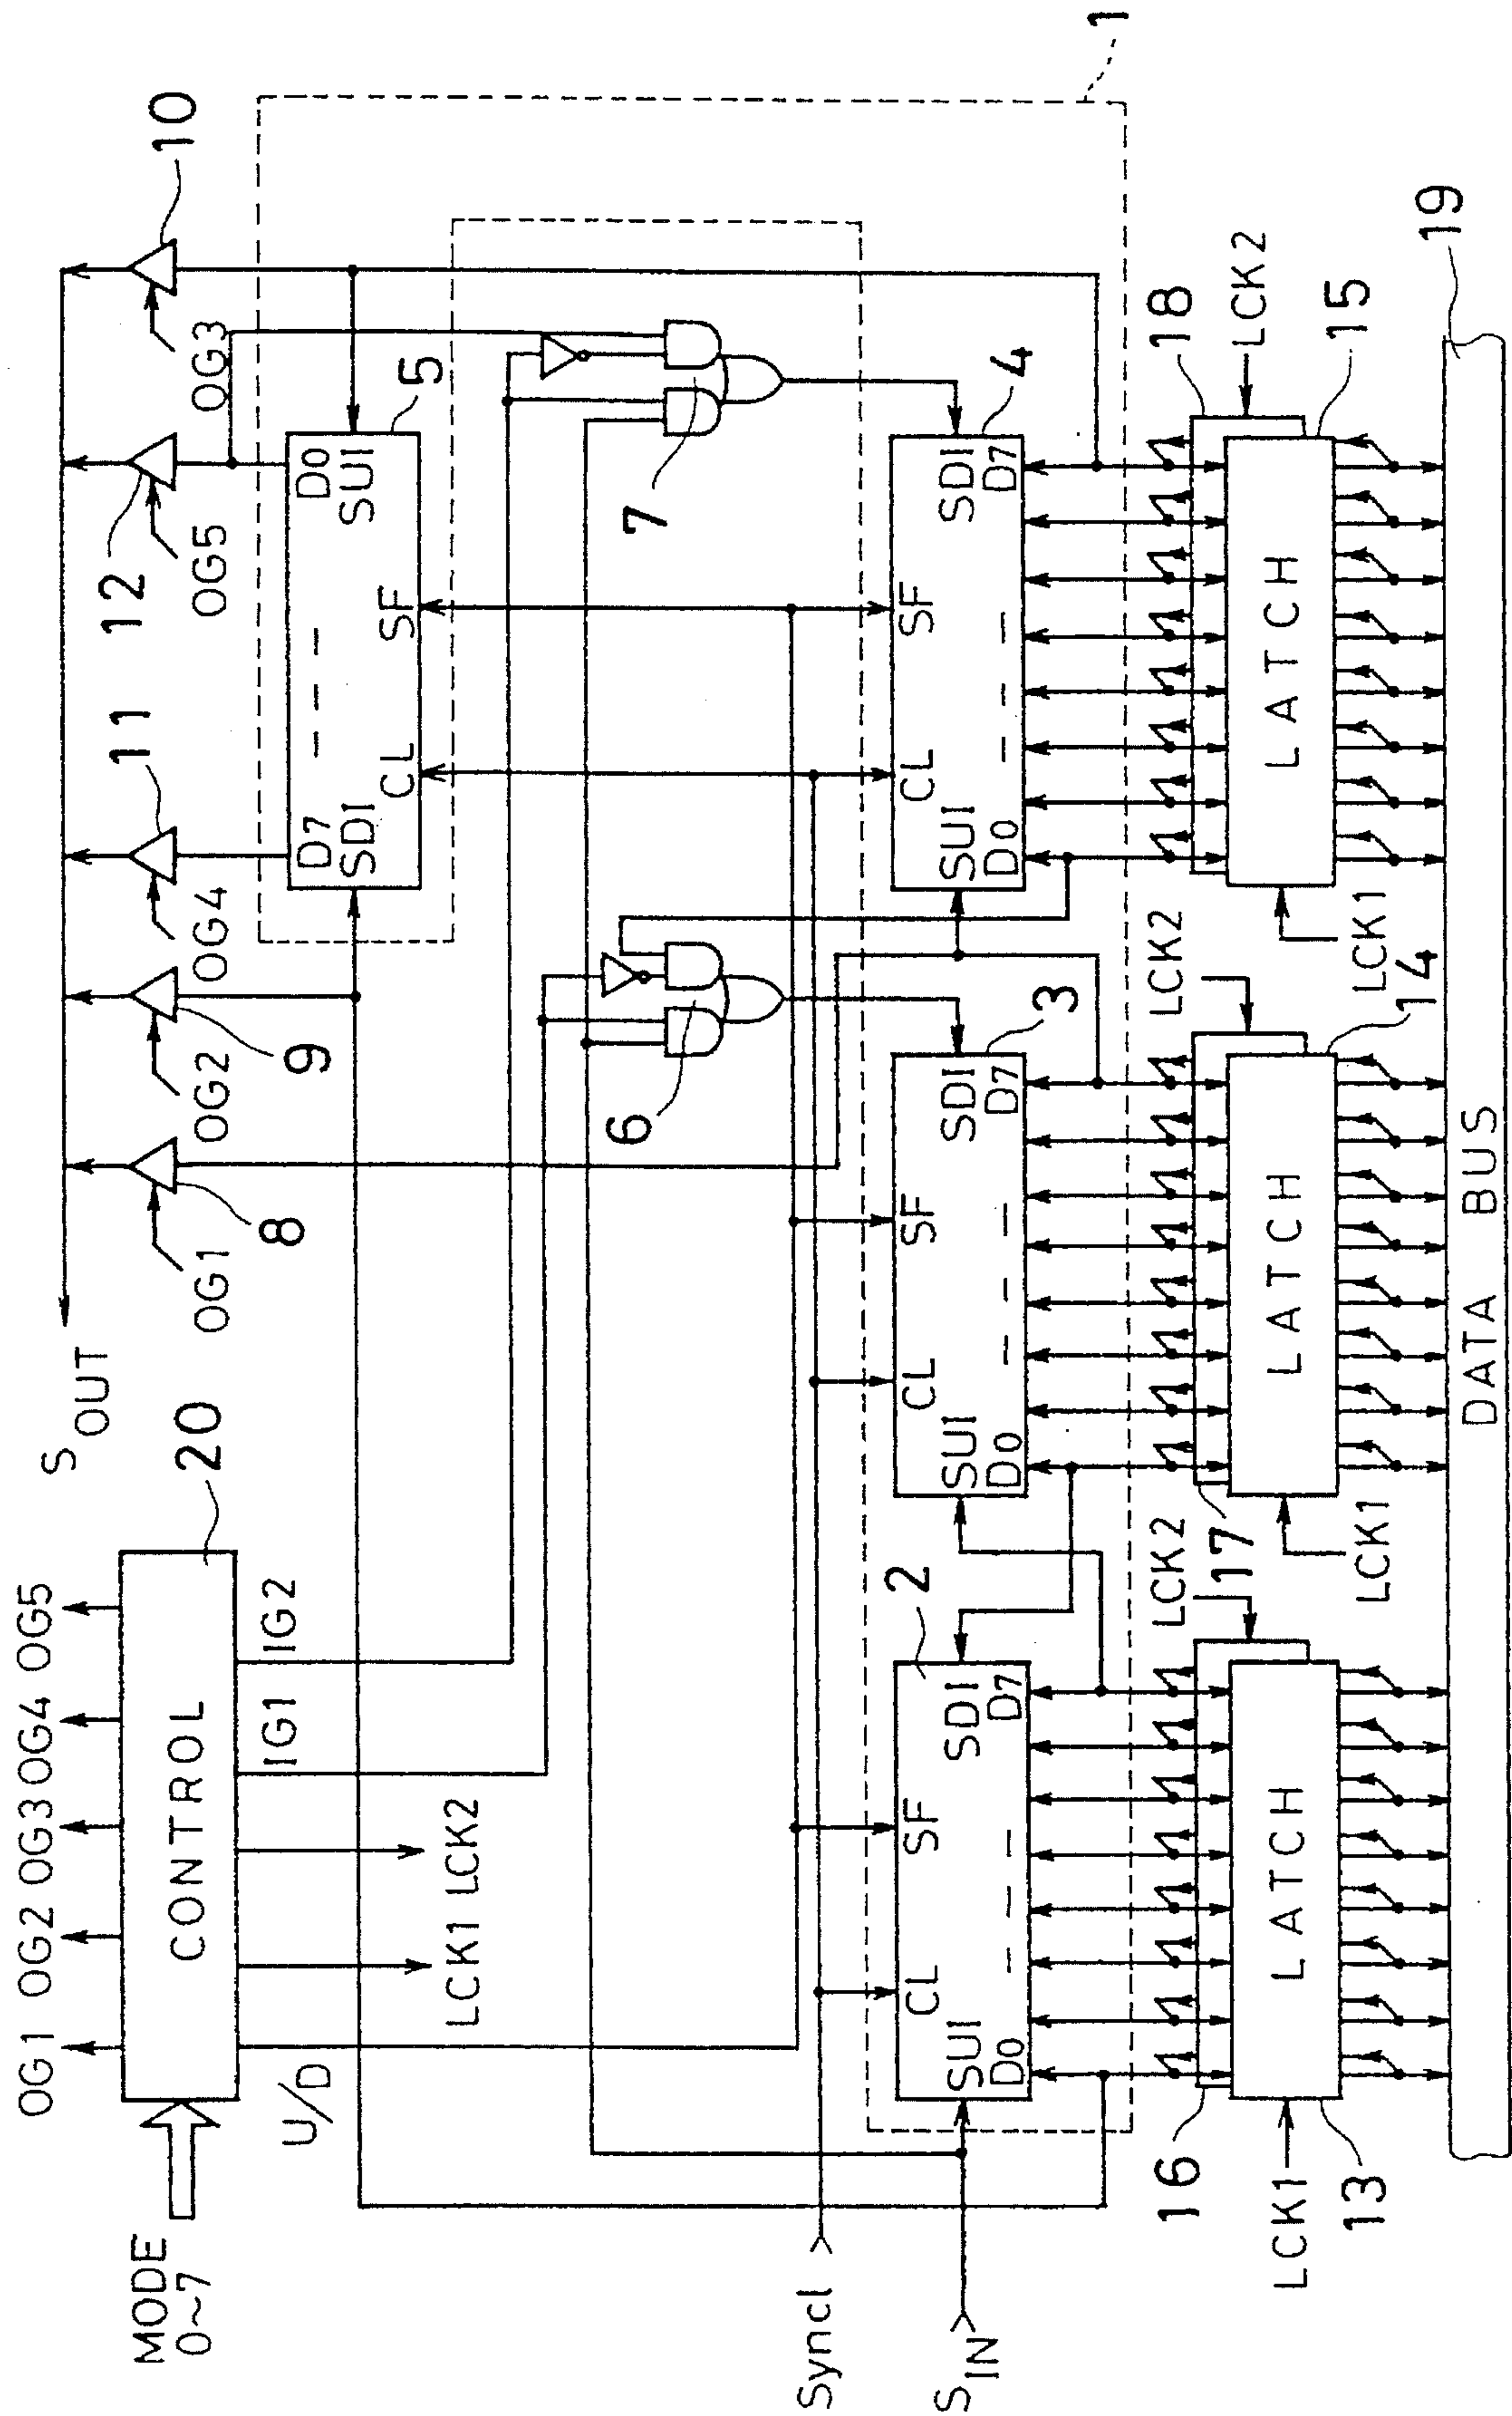 OG1 OG2 OG3 OG4 OG5
MODE
0~7
CONTROL
20
U/D
LCK1 LCK2
IG1
IG2
S OUT
OG1
8
OG2
9
OG4
11
OG5
12
OG3
10
D7
SDI
CL
SF
D0
SUI
5
1
6
7
Syncl
S IN
2
SUI
D0
CL
SF
SDI
D7
3
SUI
D0
CL
SF
SDI
D7
4
SUI
D0
CL
SF
SDI
D7
16
LCK1
13
LATCH
LCK2
17
LCK1
LATCH
LCK2
14
LCK1
LATCH
18
LCK2
15
19
DATA BUS